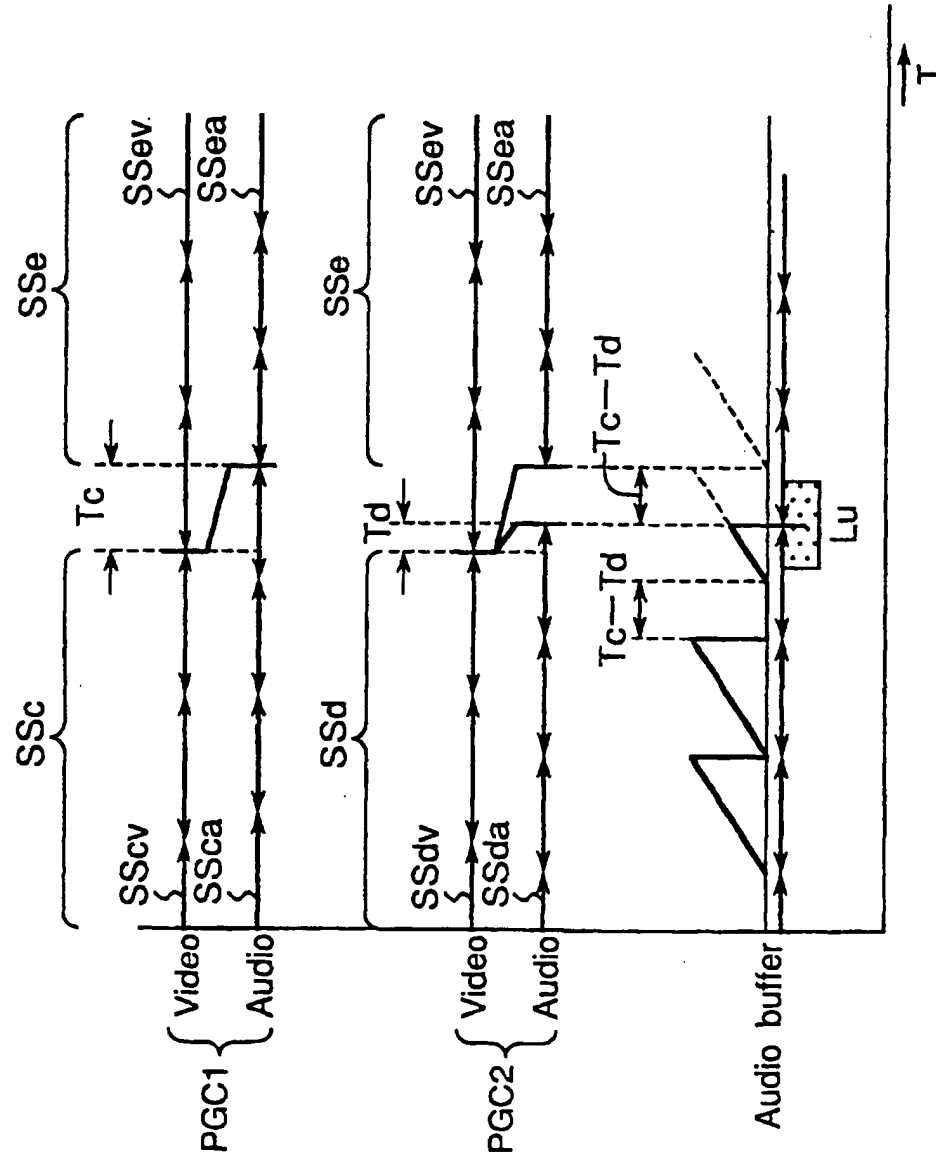 SSc
SSe
Tc
SScv
SSev
Video
SSca
SSea
Audio
PGC1
SSd
SSe
Td
SSdv
SSev
Video
SSda
SSea
Audio
PGC2
Tc—Td
Tc—Td
Audio buffer
Lu
T